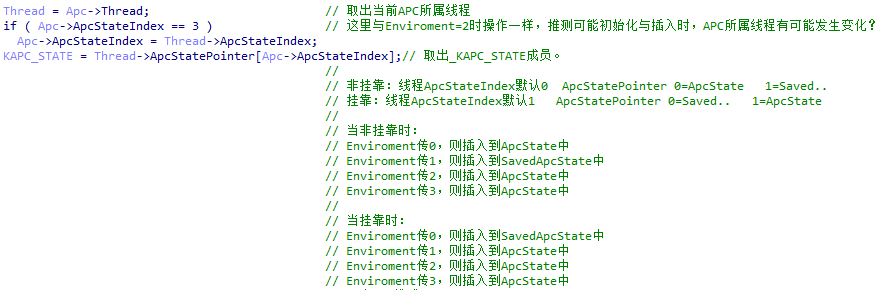 Thread = Apc->Thread; // 取出当前APC所属线程
if ( Apc->ApcStateIndex == 3 ) // 这里与Enviroment=2时操作一样，推测可能初始化与插入时，APC所属线程有可能发生变化？
Apc->ApcStateIndex = Thread->ApcStateIndex;
KAPC_STATE = Thread->ApcStatePointer[Apc->ApcStateIndex];// 取出_KAPC_STATE成员。
//
// 非挂靠：线程ApcStateIndex默认0 ApcStatePointer 0=ApcState 1=Saved..
// 挂靠：线程ApcStateIndex默认1 ApcStatePointer 0=Saved.. 1=ApcState
//
// 当非挂靠时：
// Enviroment传0，则插入到ApcState中
// Enviroment传1，则插入到SavedApcState中
// Enviroment传2，则插入到ApcState中
// Enviroment传3，则插入到ApcState中
//
// 当挂靠时：
// Enviroment传0，则插入到SavedApcState中
// Enviroment传1，则插入到ApcState中
// Enviroment传2，则插入到ApcState中
// Enviroment传3，则插入到ApcState中